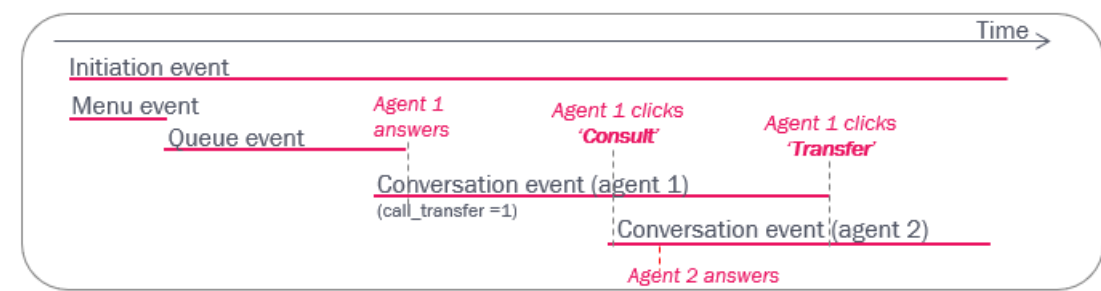 Time
Initiation event
Menu event
Agent 1
answers
Agent 1 clicks
‘Consult’
Agent 1 clicks
‘Transfer’
Queue event
Conversation event (agent 1)
(call_transfer =1)
Conversation event (agent 2)
Agent 2 answers